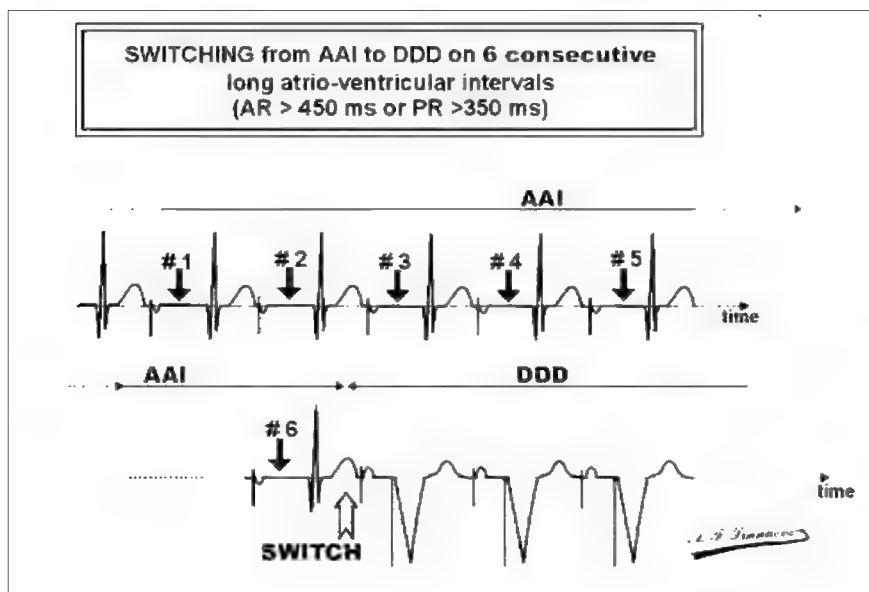 SWITCHING from AAI to DDD on 6 consecutive
long atrio-ventricular intervals
(AR > 450 ms or PR >350 ms)
AAI
#1 #2 #3 #4 #5
time
AAI DDD
#6
time
SWITCH